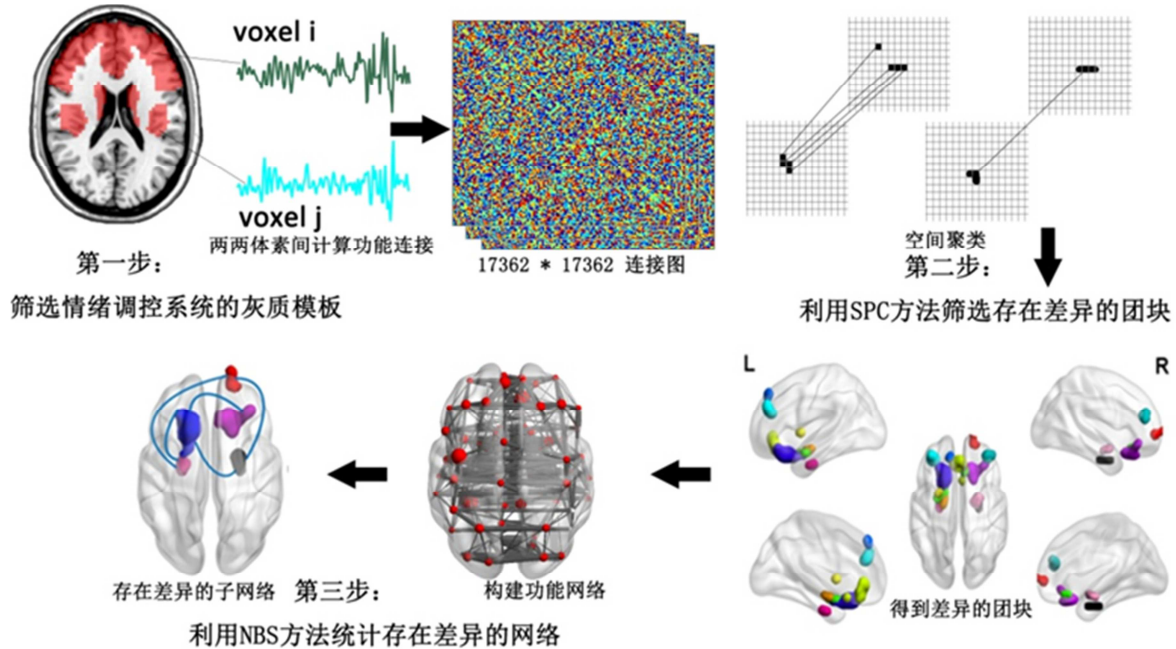 voxel i
voxel j
两两体素间计算功能连接
第一步：
筛选情绪调控系统的灰质模板
17362 * 17362 连接图
空间聚类
第二步：
利用SPC方法筛选存在差异的团块
L
R
得到差异的团块
构建功能网络
存在差异的子网络
第三步：
利用NBS方法统计存在差异的网络